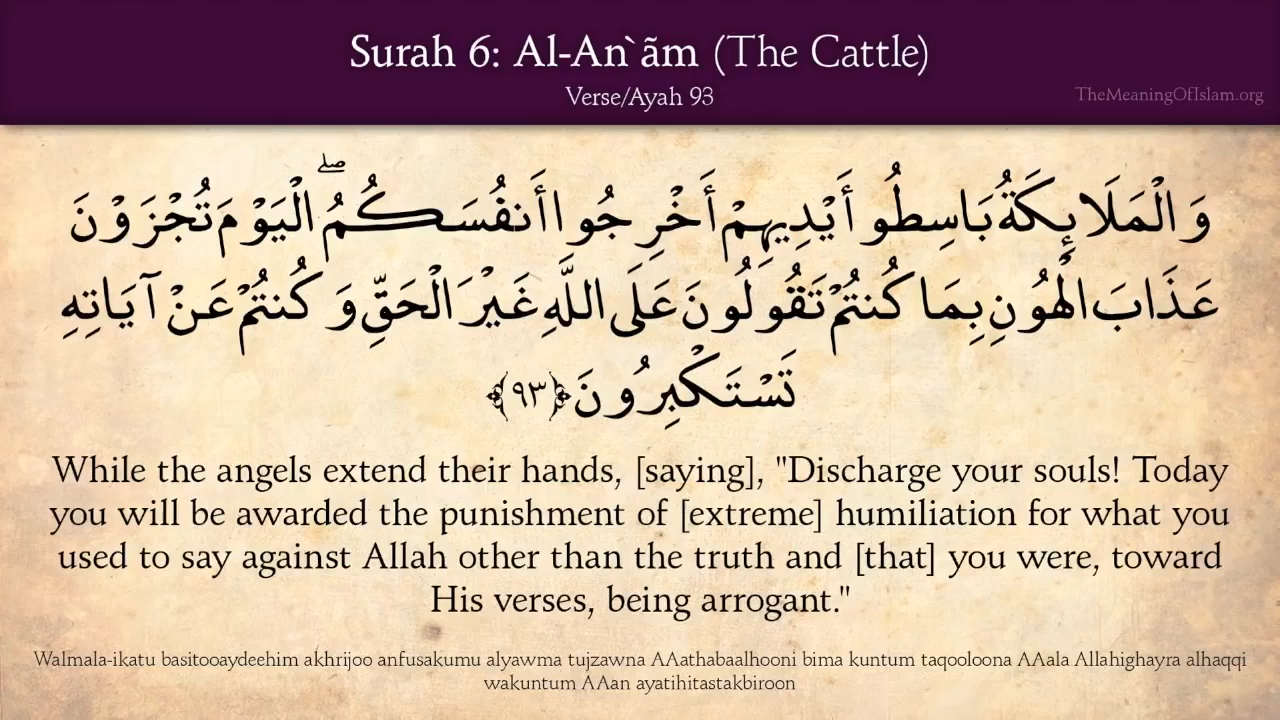 Surah 6: Al-An`ãm (The Cattle)
Verse/Ayah 93
TheMeaningOfIslam.org
وَالْمَلَائِكَةُ بَاسِطُو أَيْدِيهِمْ أَخْرِجُوا أَنفُسَكُمُ ۖ الْيَوْمَ تُجْزَوْنَ
عَذَابَ الْهُونِ بِمَا كُنتُمْ تَقُولُونَ عَلَى اللَّهِ غَيْرَ الْحَقِّ وَكُنتُمْ عَنْ آيَاتِهِ
تَسْتَكْبِرُونَ ﴿٩٣﴾
While the angels extend their hands, [saying], "Discharge your souls! Today
you will be awarded the punishment of [extreme] humiliation for what you
used to say against Allah other than the truth and [that] you were, toward
His verses, being arrogant."
Walmala-ikatu basitooaydeehim akhrijoo anfusakumu alyawma tujzawna AAathabaalhooni bima kuntum taqooloona AAala Allahighayra alhaqqi
wakuntum AAan ayatihitastakbiroon